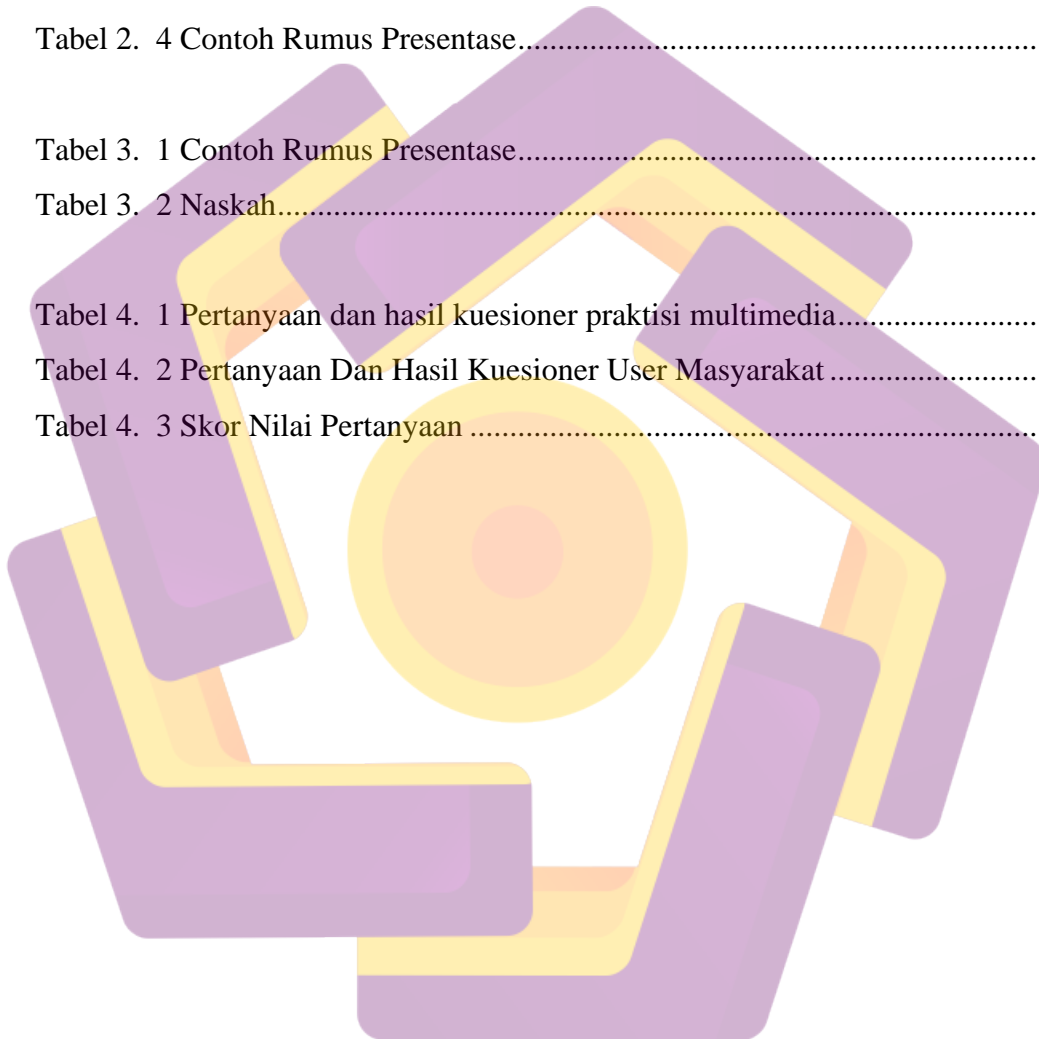 Tabel 2.  4 Contoh Rumus Presentase...............................................................
Tabel 3.  1 Contoh Rumus Presentase...............................................................
Tabel 3.  2 Naskah.............................................................................................
Tabel 4.  1 Pertanyaan dan hasil kuesioner praktisi multimedia........................
Tabel 4.  2 Pertanyaan Dan Hasil Kuesioner User Masyarakat .........................
Tabel 4.  3 Skor Nilai Pertanyaan .....................................................................